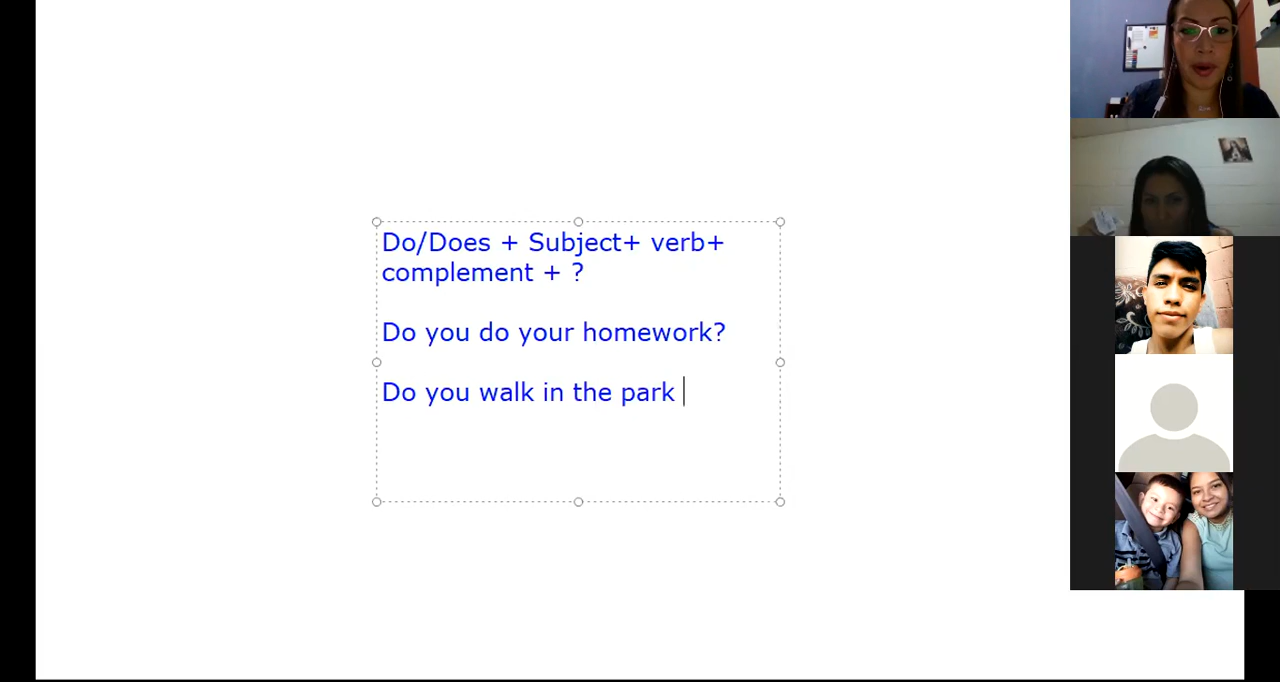 Do/Does + Subject+ verb+
complement + ?
Do you do your homework?
Do you walk in the park